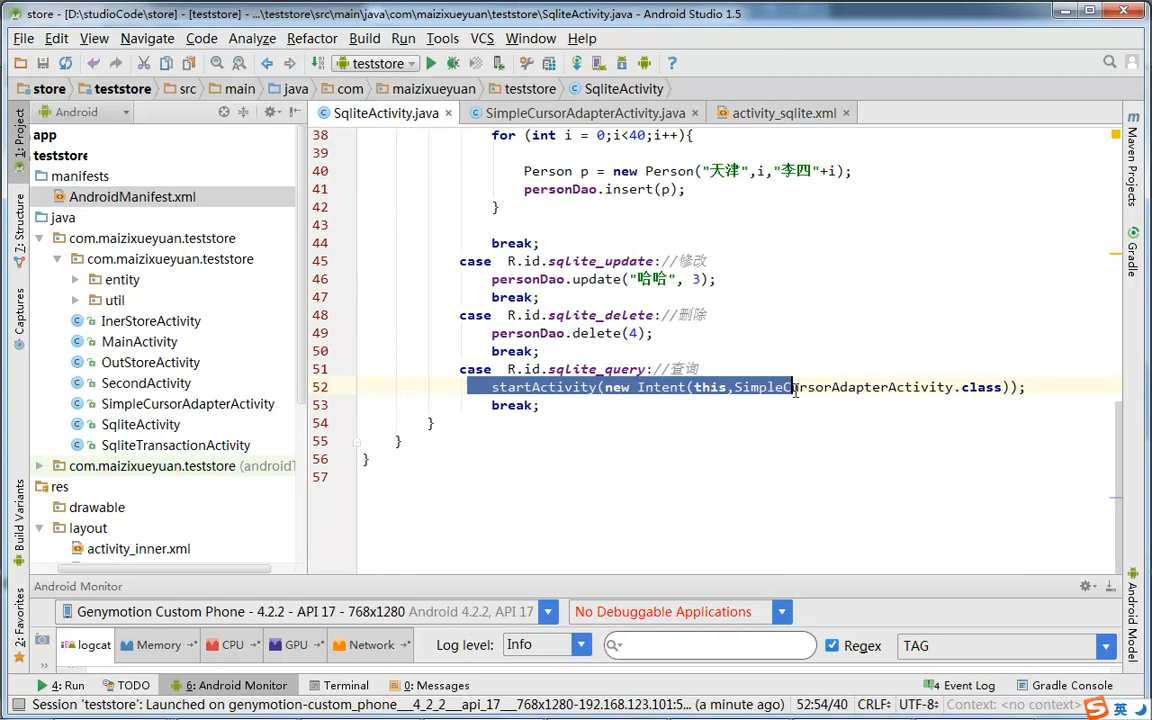 store - [D:\studioCode\store] - [teststore] - ...\teststore\src\main\java\com\maizixueyuan\teststore\SqliteActivity.java - Android Studio 1.5
File Edit View Navigate Code Analyze Refactor Build Run Tools VCS Window Help
teststore
store teststore src main java com maizixueyuan teststore SqliteActivity
Android
SqliteActivity.java × SimpleCursorAdapterActivity.java × activity_sqlite.xml ×
1: Project
7: Structure
Captures
Build Variants
2: Favorites
app
teststore
manifests
AndroidManifest.xml
java
com.maizixueyuan.teststore
com.maizixueyuan.teststore
entity
util
InerStoreActivity
MainActivity
OutStoreActivity
SecondActivity
SimpleCursorAdapterActivity
SqliteActivity
SqliteTransactionActivity
com.maizixueyuan.teststore (androidT
res
drawable
layout
activity_inner.xml
38 for (int i = 0;i<40;i++){
39
40 Person p = new Person("天津",i,"李四"+i);
41 personDao.insert(p);
42 }
43
44 break;
45 case R.id.sqlite_update://修改
46 personDao.update("哈哈", 3);
47 break;
48 case R.id.sqlite_delete://删除
49 personDao.delete(4);
50 break;
51 case R.id.sqlite_query://查询
52 startActivity(new Intent(this,SimpleCursorAdapterActivity.class));
53 break;
54 }
55 }
56 }
57
m Maven Projects
Gradle
Android Model
Android Monitor
Genymotion Custom Phone - 4.2.2 - API 17 - 768x1280 Android 4.2.2, API 17
No Debuggable Applications
logcat Memory CPU GPU Network Log level: Info Regex TAG
4: Run TODO 6: Android Monitor Terminal 0: Messages 4 Event Log Gradle Console
Session 'teststore': Launched on genymotion-custom_phone__4_2_2__api_17__768x1280-192.168.123.101:5... (a minute ago) 52:54/40 CRLF÷ UTF-8÷ Context: <no context> S 英